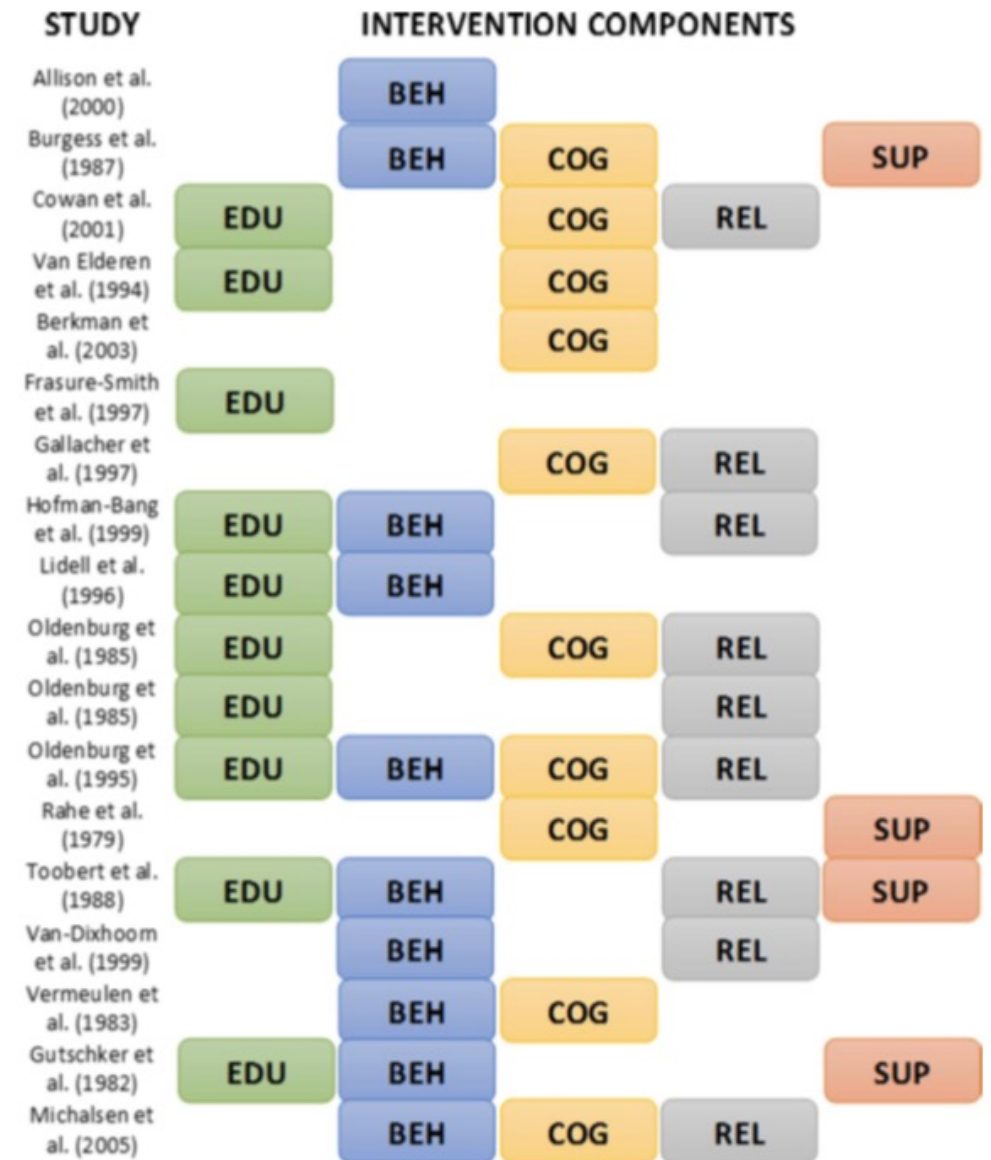 STUDY INTERVENTION COMPONENTS
Allison et al.
(2000)
BEH
Burgess et al.
(1987)
BEH COG SUP
Cowan et al.
(2001)
EDU COG REL
Van Elderen
et al. (1994)
EDU COG
Berkman et
al. (2003)
COG
Frasure-Smith
et al. (1997)
EDU
Gallacher et
al. (1997)
COG REL
Hofman-Bang
et al. (1999)
EDU BEH REL
Lidell et al.
(1996)
EDU BEH
Oldenburg et
al. (1985)
EDU COG REL
Oldenburg et
al. (1985)
EDU REL
Oldenburg et
al. (1995)
EDU BEH COG REL
Rahe et al.
(1979)
COG SUP
Toobert et al.
(1988)
EDU BEH REL SUP
Van-Dixhoorn
et al. (1999)
BEH REL
Vermeulen et
al. (1983)
BEH COG
Gutschker et
al. (1982)
EDU BEH SUP
Michalsen et
al. (2005)
BEH COG REL